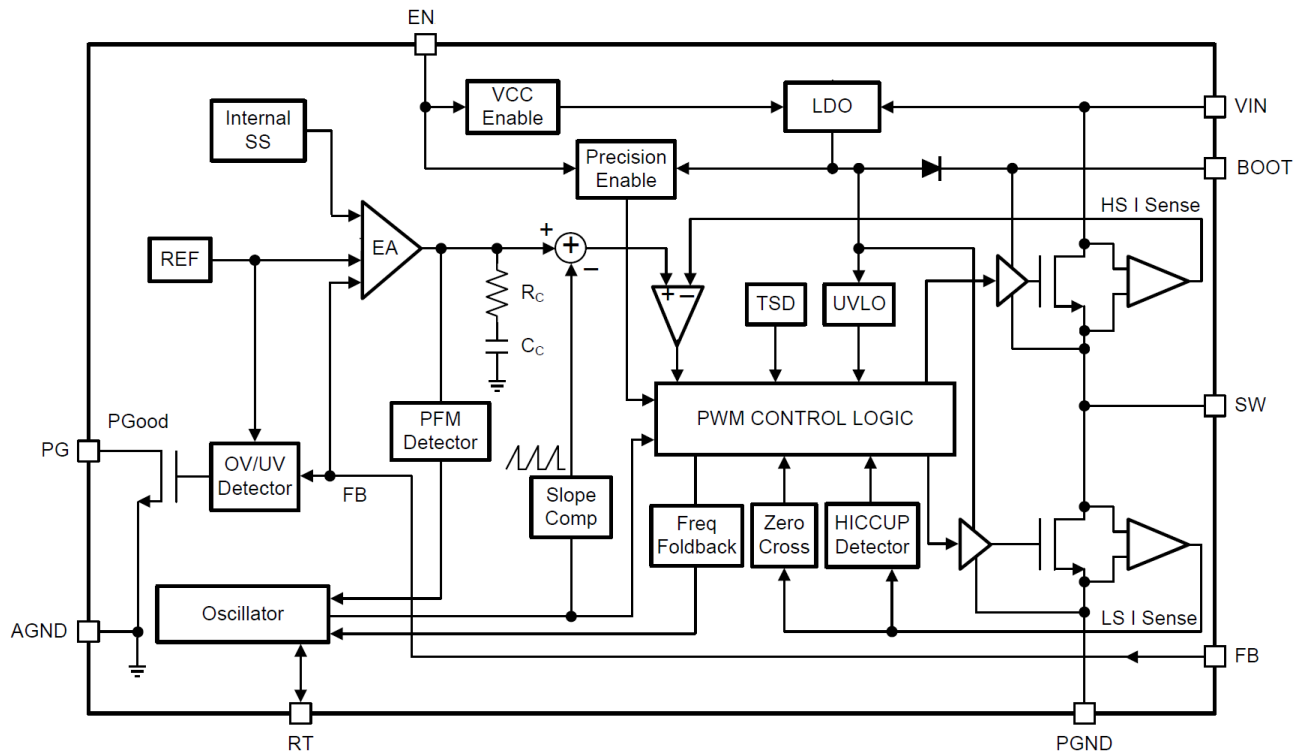 EN
VCC
Enable
LDO
VIN
Internal
SS
Precision
Enable
BOOT
HS I Sense
EA
+
+
−
REF
R_C
+ −
TSD
UVLO
C_C
PWM CONTROL LOGIC
SW
PFM
Detector
PGood
PG
OV/UV
Detector
FB
Slope
Comp
Freq
Foldback
Zero
Cross
HICCUP
Detector
Oscillator
LS I Sense
AGND
FB
RT
PGND